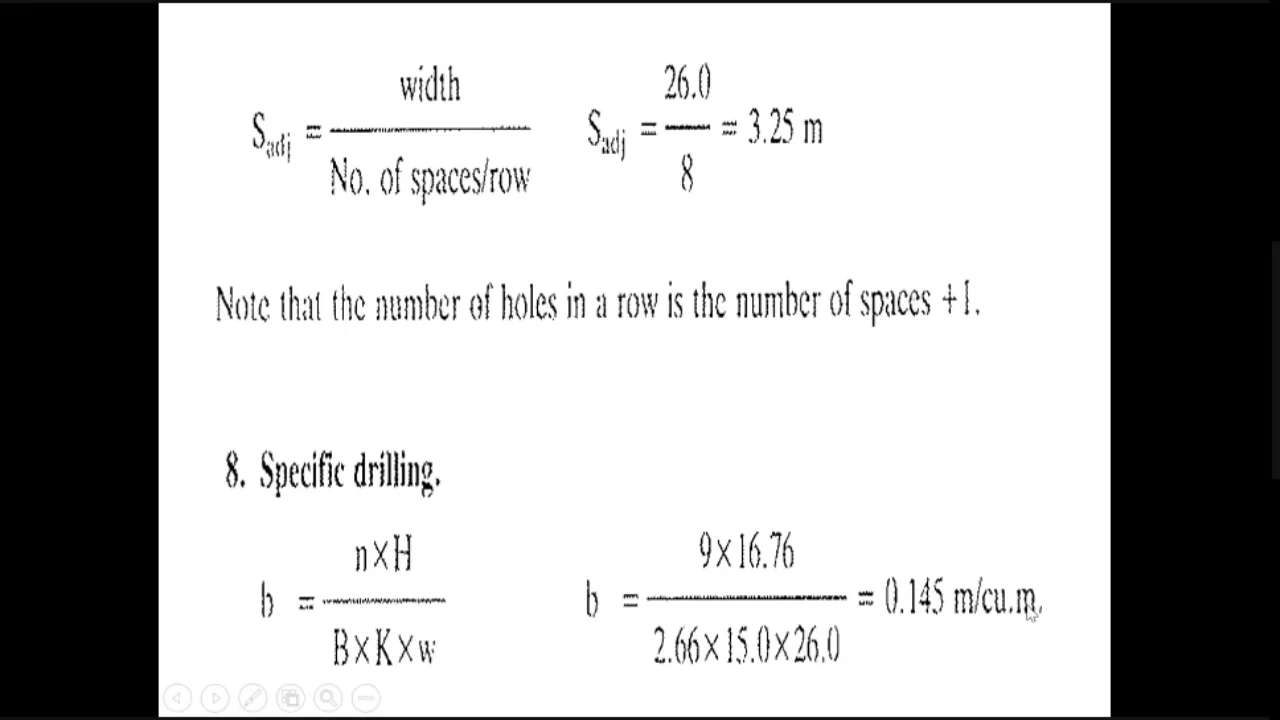 S_adj = width / No. of spaces/row    S_adj = 26.0 / 8 = 3.25 m
Note that the number of holes in a row is the number of spaces +1.
8. Specific drilling.
b = n×H / B×K×w    b = 9×16.76 / 2.66×15.0×26.0 = 0.145 m/cu.m.